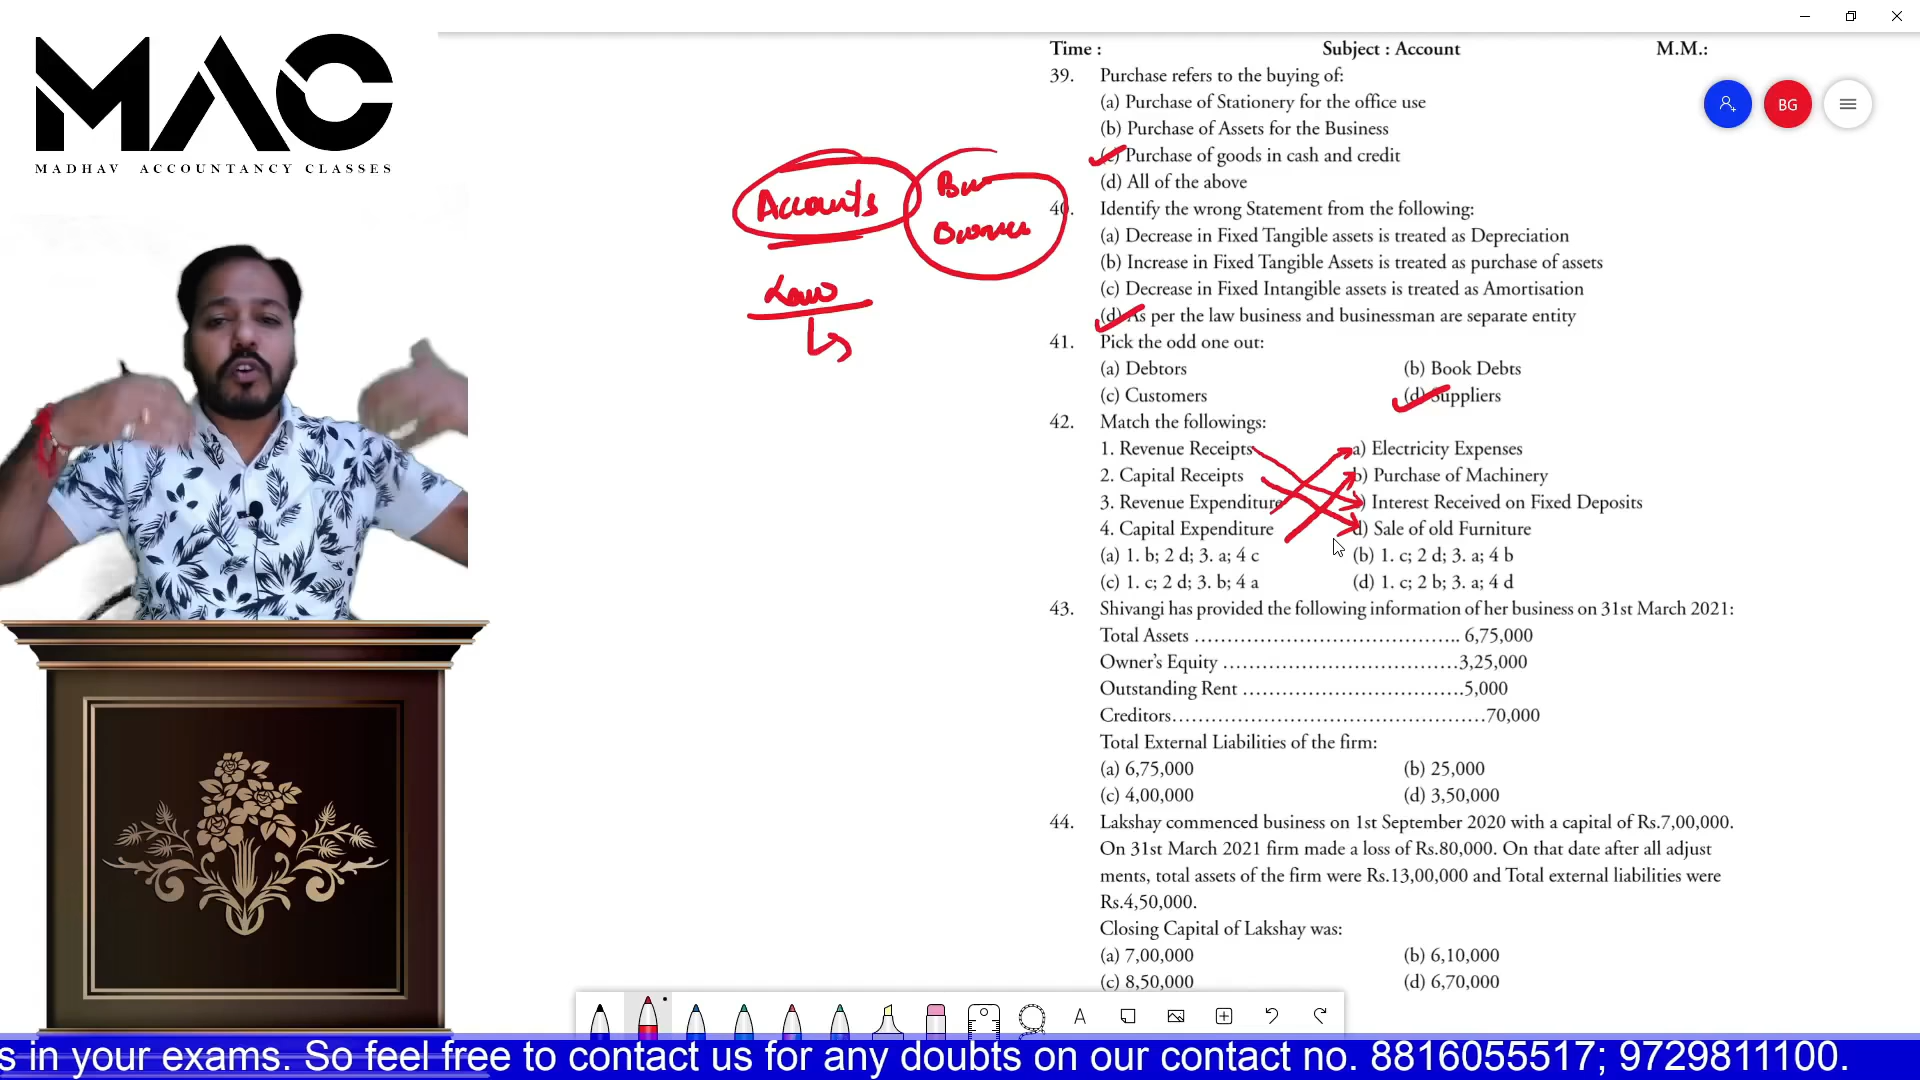 MAC
MADHAV ACCOUNTANCY CLASSES
Time : Subject : Account M.M.:
39. Purchase refers to the buying of:
(a) Purchase of Stationery for the office use
(b) Purchase of Assets for the Business
(c) Purchase of goods in cash and credit
(d) All of the above
40. Identify the wrong Statement from the following:
(a) Decrease in Fixed Tangible assets is treated as Depreciation
(b) Increase in Fixed Tangible Assets is treated as purchase of assets
(c) Decrease in Fixed Intangible assets is treated as Amortisation
(d) As per the law business and businessman are separate entity
41. Pick the odd one out:
(a) Debtors (b) Book Debts
(c) Customers (d) Suppliers
42. Match the followings:
1. Revenue Receipts a) Electricity Expenses
2. Capital Receipts b) Purchase of Machinery
3. Revenue Expenditure c) Interest Received on Fixed Deposits
4. Capital Expenditure d) Sale of old Furniture
(a) 1. b; 2 d; 3. a; 4 c (b) 1. c; 2 d; 3. a; 4 b
(c) 1. c; 2 d; 3. b; 4 a (d) 1. c; 2 b; 3. a; 4 d
43. Shivangi has provided the following information of her business on 31st March 2021:
Total Assets ........................................ 6,75,000
Owner's Equity ....................................3,25,000
Outstanding Rent ..................................5,000
Creditors................................................70,000
Total External Liabilities of the firm:
(a) 6,75,000 (b) 25,000
(c) 4,00,000 (d) 3,50,000
44. Lakshay commenced business on 1st September 2020 with a capital of Rs.7,00,000.
On 31st March 2021 firm made a loss of Rs.80,000. On that date after all adjust
ments, total assets of the firm were Rs.13,00,000 and Total external liabilities were
Rs.4,50,000.
Closing Capital of Lakshay was:
(a) 7,00,000 (b) 6,10,000
(c) 8,50,000 (d) 6,70,000
Accounts
Law
BG
s in your exams. So feel free to contact us for any doubts on our contact no. 8816055517; 9729811100.